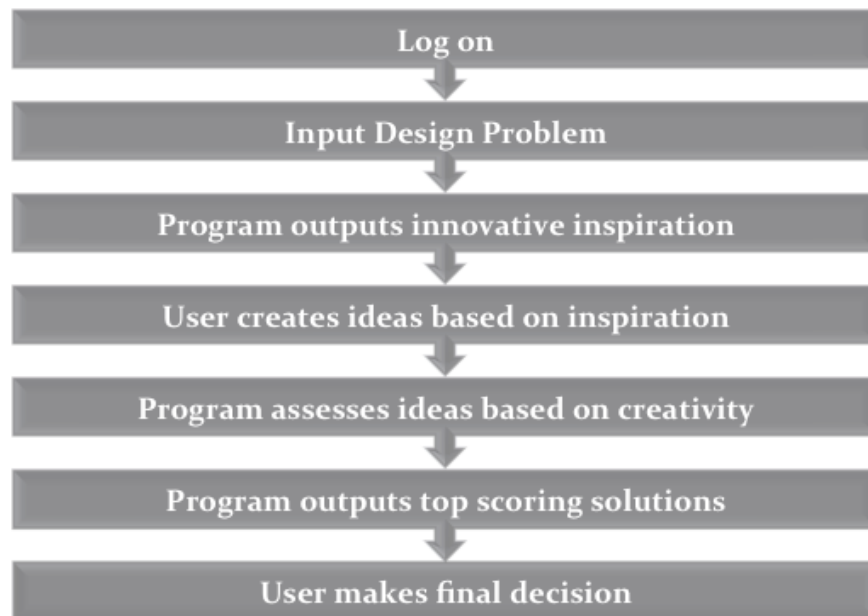 Log on
Input Design Problem
Program outputs innovative inspiration
User creates ideas based on inspiration
Program assesses ideas based on creativity
Program outputs top scoring solutions
User makes final decision